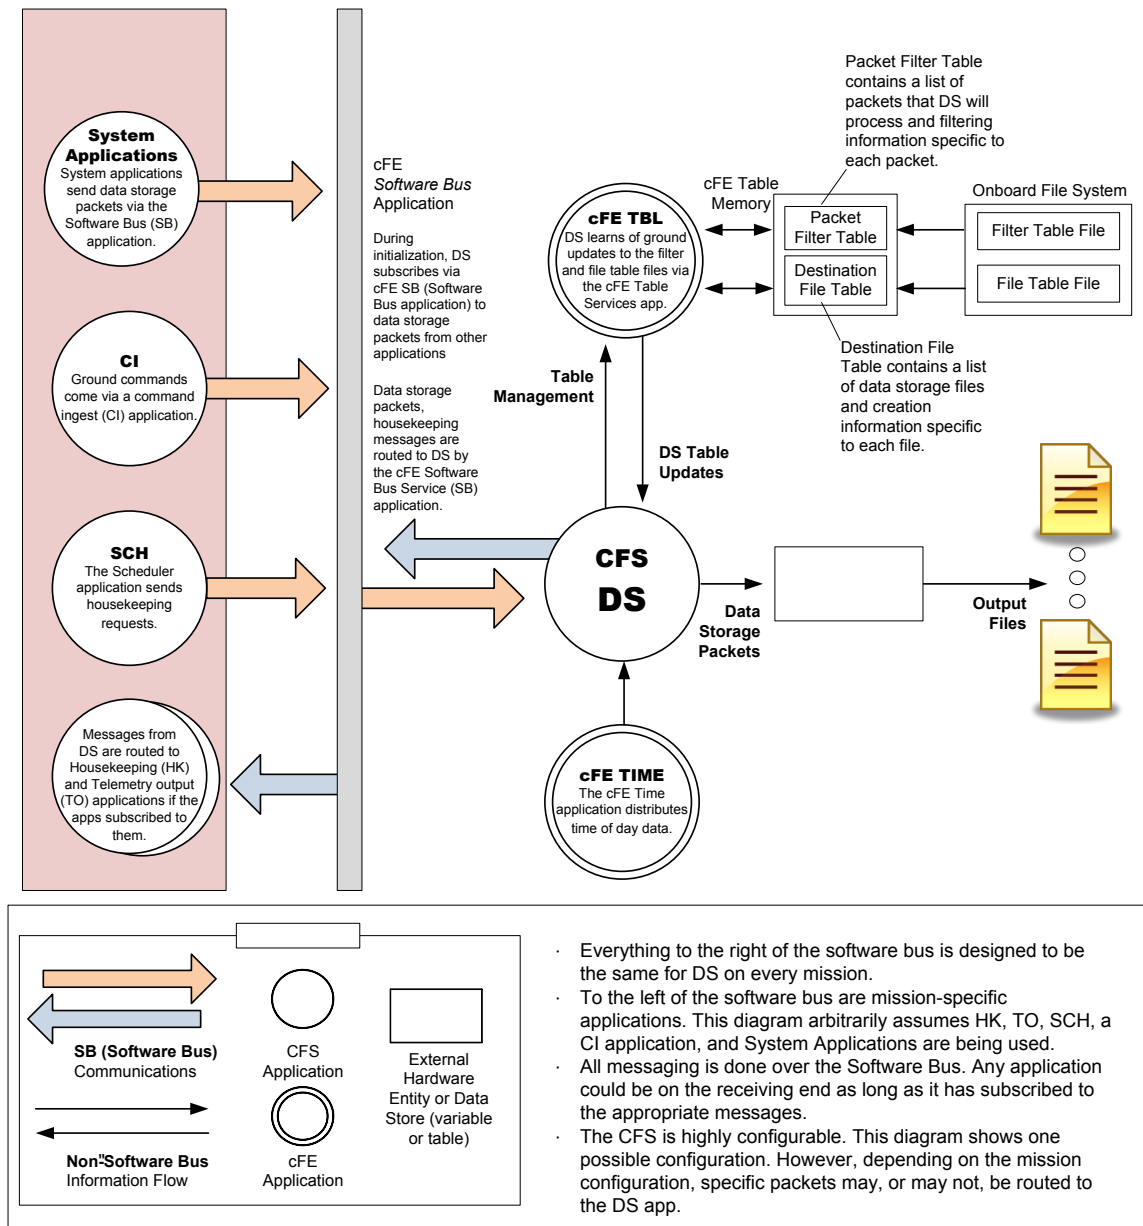 System
Applications
System applications
send data storage
packets via the
Software Bus (SB)
application.
CI
Ground commands
come via a command
ingest (CI) application.
SCH
The Scheduler
application sends
housekeeping
requests.
Messages from
DS are routed to
Housekeeping (HK)
and Telemetry output
(TO) applications if the
apps subscribed to
them.
cFE
Software Bus
Application
During
initialization, DS
subscribes via
cFE SB (Software
Bus application) to
data storage
packets from other
applications
Data storage
packets,
housekeeping
messages are
routed to DS by
the cFE Software
Bus Service (SB)
application.
cFE TBL
DS learns of ground
updates to the filter
and file table files via
the cFE Table
Services app.
Table
Management
DS Table
Updates
CFS
DS
cFE TIME
The cFE Time
application distributes
time of day data.
Packet Filter Table
contains a list of
packets that DS will
process and filtering
information specific to
each packet.
cFE Table
Memory
Packet
Filter Table
Destination
File Table
Onboard File System
Filter Table File
File Table File
Destination File
Table contains a list
of data storage files
and creation
information specific
to each file.
Data
Storage
Packets
Output
Files
SB (Software Bus)
Communications
Non-"Software Bus
Information Flow
CFS
Application
cFE
Application
External
Hardware
Entity or Data
Store (variable
or table)
· Everything to the right of the software bus is designed to be
the same for DS on every mission.
· To the left of the software bus are mission-specific
applications. This diagram arbitrarily assumes HK, TO, SCH, a
CI application, and System Applications are being used.
· All messaging is done over the Software Bus. Any application
could be on the receiving end as long as it has subscribed to
the appropriate messages.
· The CFS is highly configurable. This diagram shows one
possible configuration. However, depending on the mission
configuration, specific packets may, or may not, be routed to
the DS app.